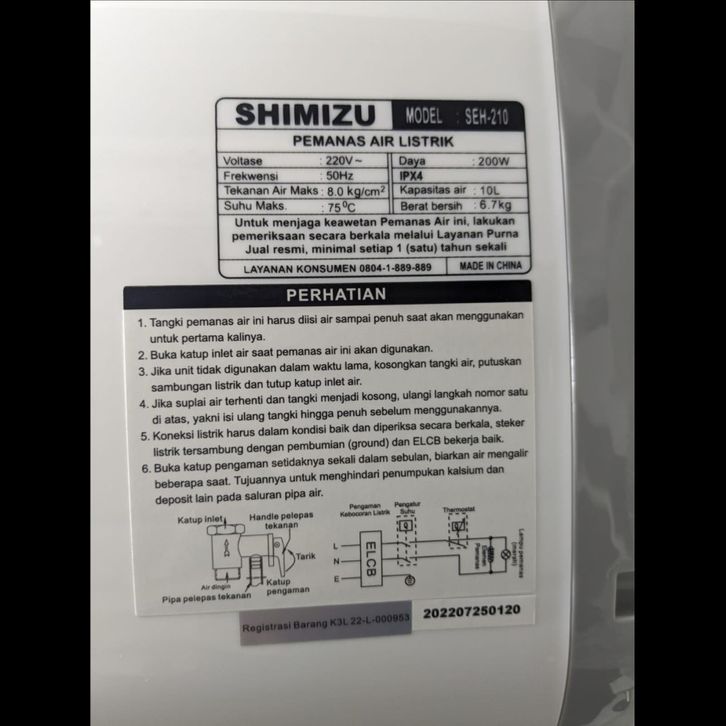 SHIMIZU MODEL : SEH-210
PEMANAS AIR LISTRIK
Voltase : 220V~ Daya : 200W
Frekwensi : 50Hz IPX4
Tekanan Air Maks : 8.0 kg/cm² Kapasitas air : 10L
Suhu Maks. : 75°C Berat bersih : 6.7kg
Untuk menjaga keawetan Pemanas Air ini, lakukan
pemeriksaan secara berkala melalui Layanan Purna
Jual resmi, minimal setiap 1 (satu) tahun sekali
LAYANAN KONSUMEN 0804-1-889-889 MADE IN CHINA
PERHATIAN
1. Tangki pemanas air ini harus diisi air sampai penuh saat akan menggunakan
untuk pertama kalinya.
2. Buka katup inlet air saat pemanas air ini akan digunakan.
3. Jika unit tidak digunakan dalam waktu lama, kosongkan tangki air, putuskan
sambungan listrik dan tutup katup inlet air.
4. Jika suplai air terhenti dan tangki menjadi kosong, ulangi langkah nomor satu
di atas, yakni isi ulang tangki hingga penuh sebelum menggunakannya.
5. Koneksi listrik harus dalam kondisi baik dan diperiksa secara berkala, steker
listrik tersambung dengan pembumian (ground) dan ELCB bekerja baik.
6. Buka katup pengaman setidaknya sekali dalam sebulan, biarkan air mengalir
beberapa saat. Tujuannya untuk menghindari penumpukan kalsium dan
deposit lain pada saluran pipa air.
Katup inlet
Handle pelepas
tekanan
Tarik
Air dingin
Katup
pengaman
Pipa pelepas tekanan
Pengaman
Kebocoran Listrik
Pengatur
Suhu
Thermostat
L
N
E
ELCB
Elemen
Pemanas
Lampu pemanas
(merah)
Registrasi Barang K3L 22-L-000953
202207250120